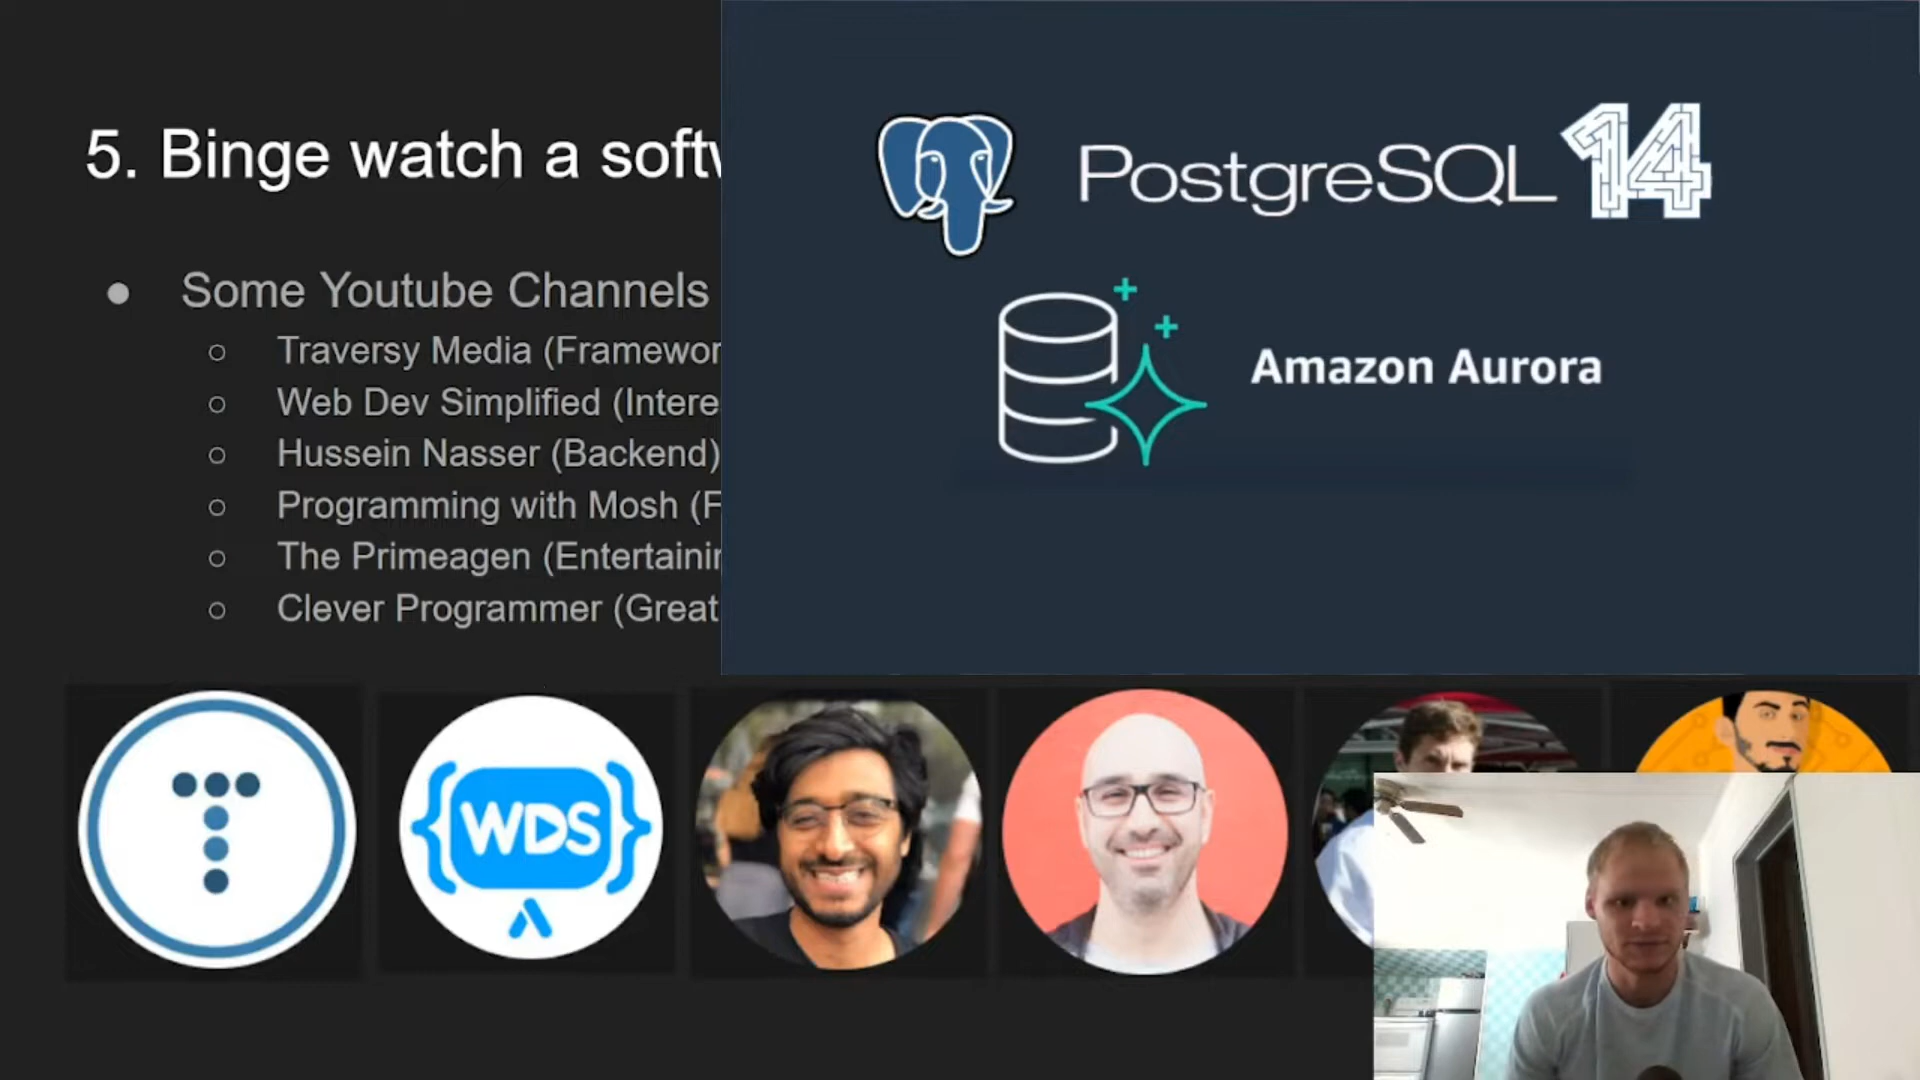 5. Binge watch a softw
Some Youtube Channels
Traversy Media (Framewor
Web Dev Simplified (Intere
Hussein Nasser (Backend)
Programming with Mosh (F
The Primeagen (Entertainin
Clever Programmer (Great
PostgreSQL 14
Amazon Aurora
WDS